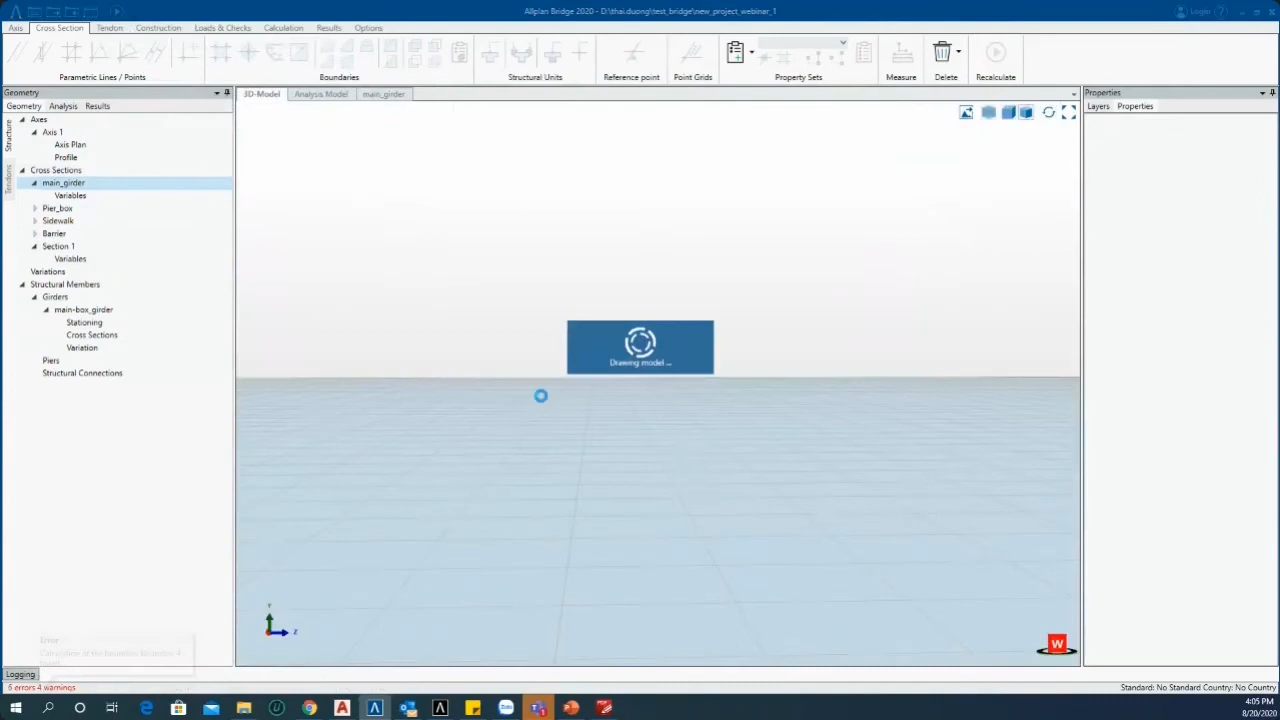 Allplan Bridge 2020 - D:\thai.duong\test_bridge\new_project_webinar_1
Login
Axis Cross Section Tendon Construction Loads & Checks Calculation Results Options
Parametric Lines / Points Boundaries Structural Units Reference point Point Grids Property Sets Measure Delete Recalculate
Geometry
Geometry Analysis Results
Structure
Tendons
Axes
Axis 1
Axis Plan
Profile
Cross Sections
main_girder
Variables
Pier_box
Sidewalk
Barrier
Section 1
Variables
Variations
Structural Members
Girders
main-box_girder
Stationing
Cross Sections
Variation
Piers
Structural Connections
3D-Model Analysis Model main_girder
Drawing model ...
Y
Z
W
Properties
Layers Properties
Error
Logging
6 errors 4 warnings
Standard: No Standard Country: No Country
4:05 PM
8/20/2020